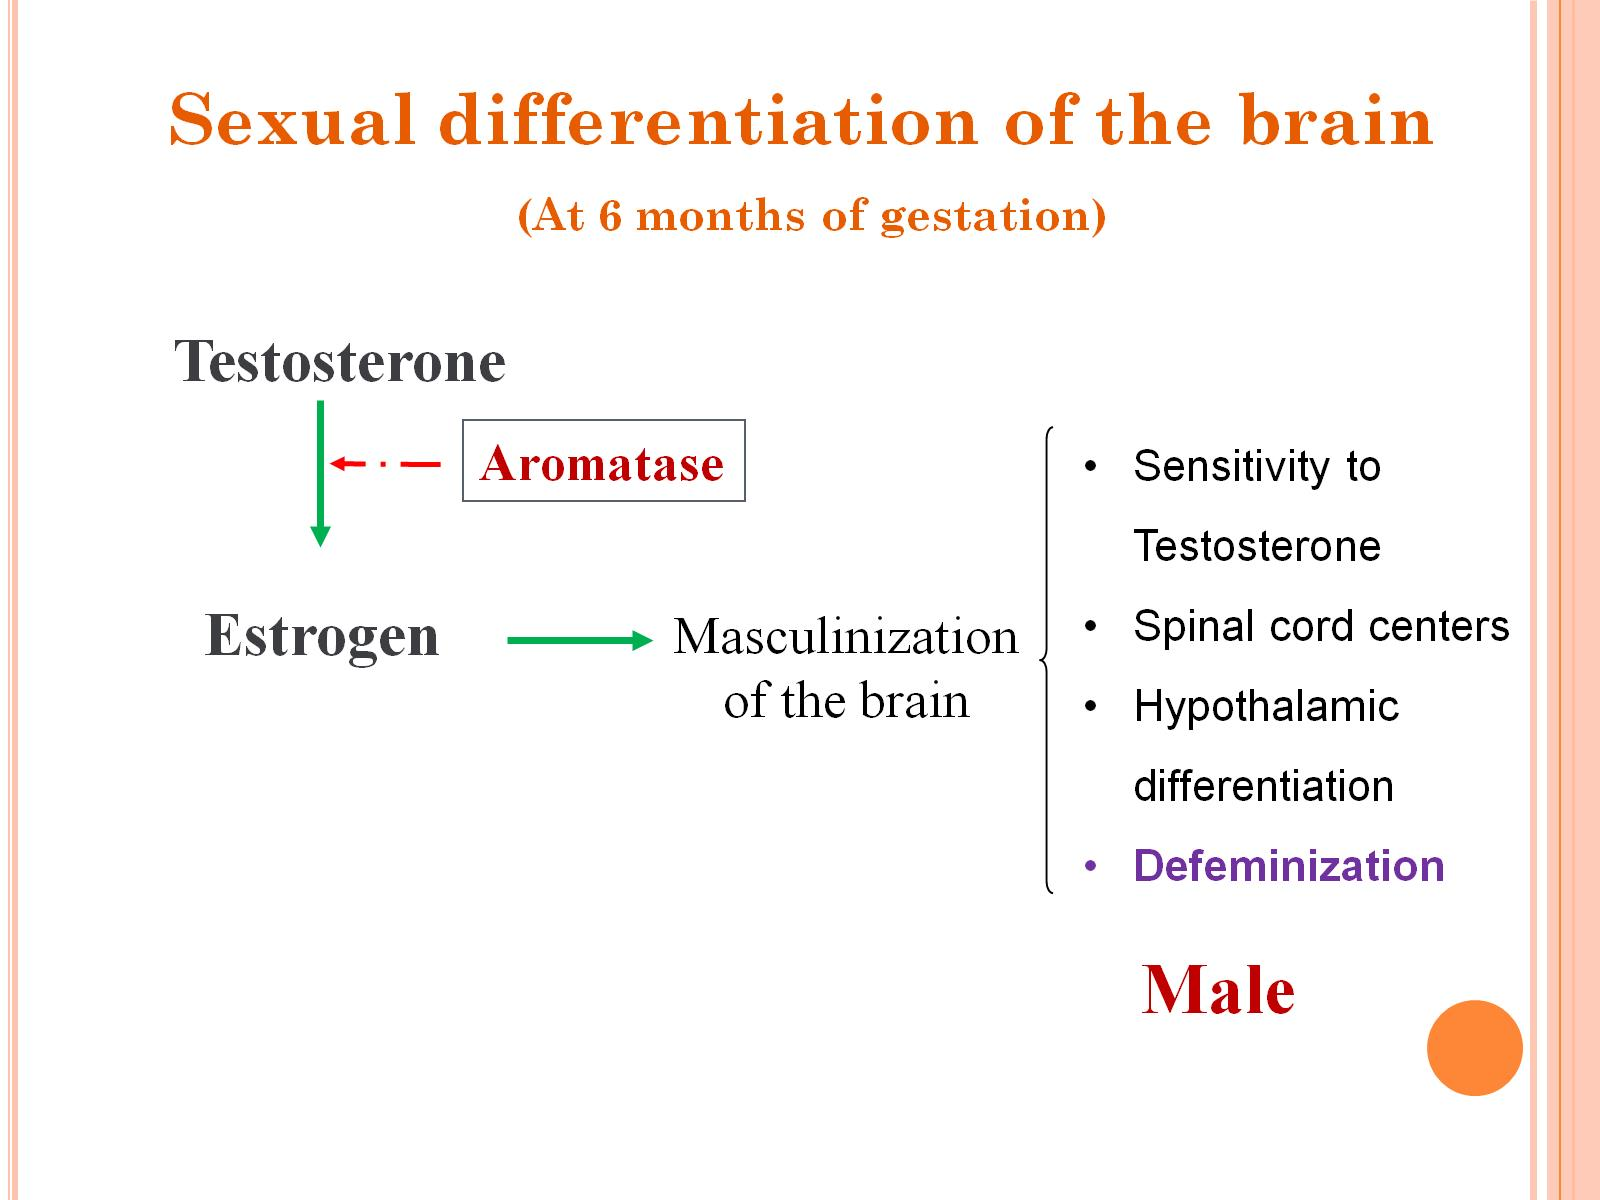 Sexual differentiation of the brain
(At 6 months of gestation)
Testosterone
Aromatase
Estrogen
Masculinization
of the brain
• Sensitivity to
Testosterone
• Spinal cord centers
• Hypothalamic
differentiation
• Defeminization
Male